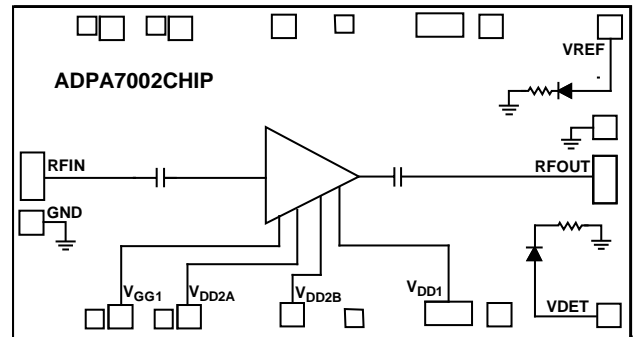 VREF
ADPA7002CHIP
RFIN
RFOUT
GND
VGG1
VDD2A
VDD2B
VDD1
VDET